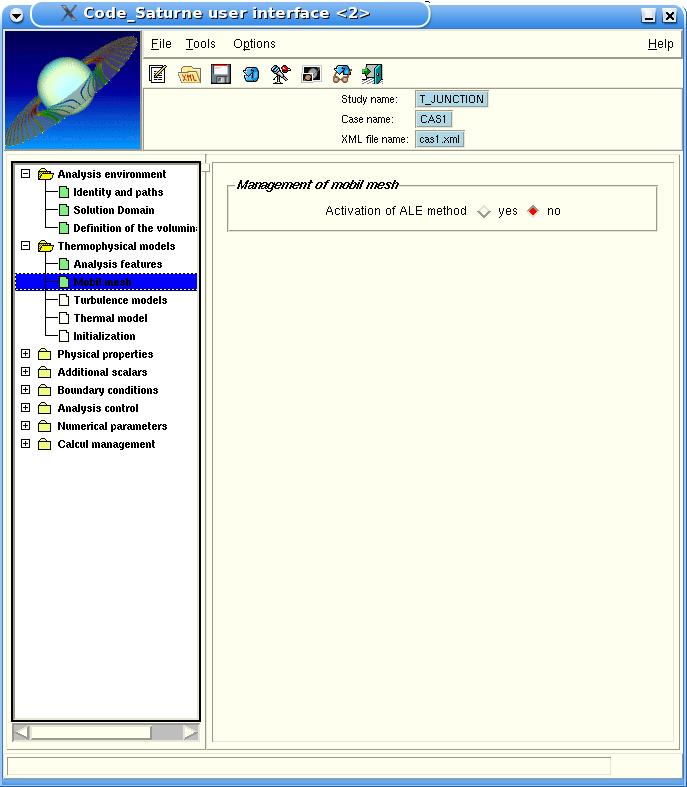 Code_Saturne user interface <2>
File Tools Options Help
XML
Study name: T_JUNCTION
Case name: CAS1
XML file name: cas1.xml
Analysis environment
Identity and paths
Solution Domain
Definition of the volumin
Thermophysical models
Analysis features
Mobil mesh
Turbulence models
Thermal model
Initialization
Physical properties
Additional scalars
Boundary conditions
Analysis control
Numerical parameters
Calcul management
Management of mobil mesh
Activation of ALE method yes no